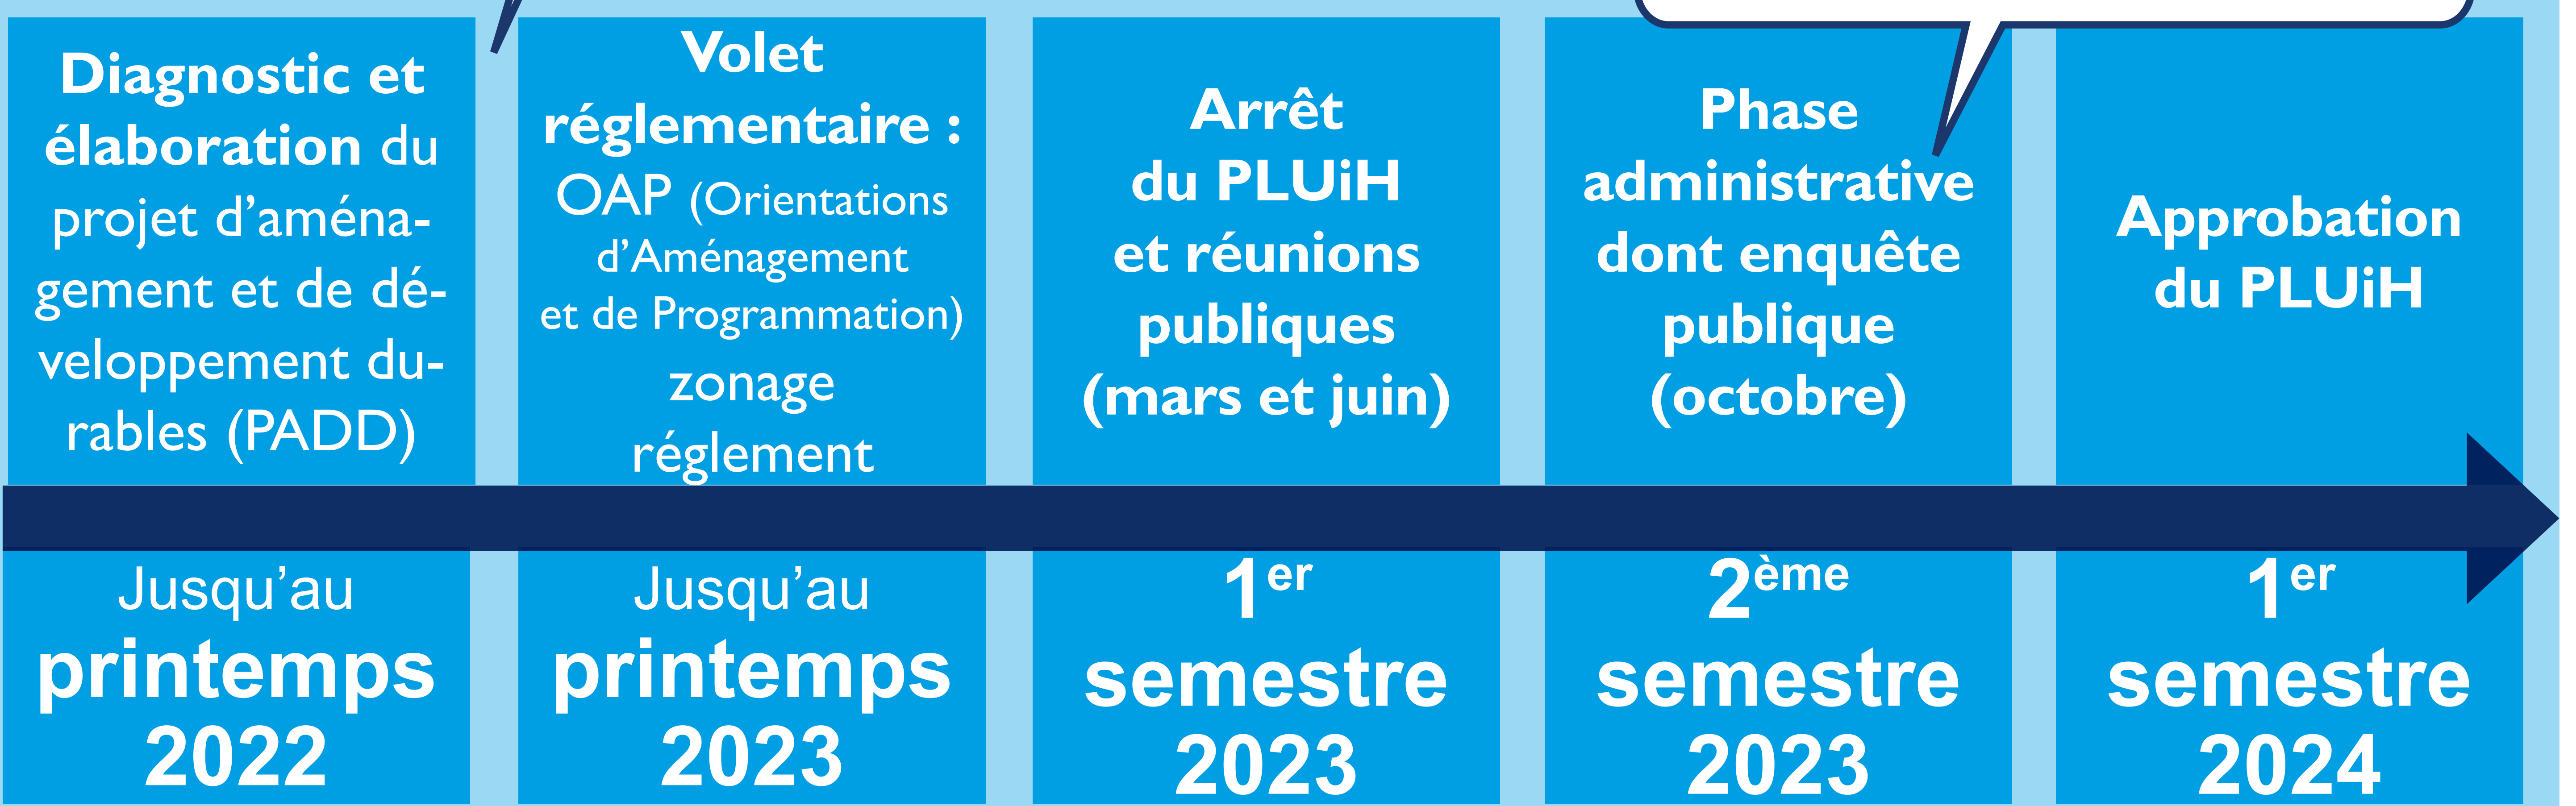 Diagnostic et
élaboration du
projet d’aména-
gement et de dé-
veloppement du-
rables (PADD)
Volet
réglementaire :
OAP (Orientations
d’Aménagement
et de Programmation)
zonage
réglement
Arrêt
du PLUiH
et réunions
publiques
(mars et juin)
Phase
administrative
dont enquête
publique
(octobre)
Approbation
du PLUiH
Jusqu’au
printemps
2022
Jusqu’au
printemps
2023
1er
semestre
2023
2ème
semestre
2023
1er
semestre
2024